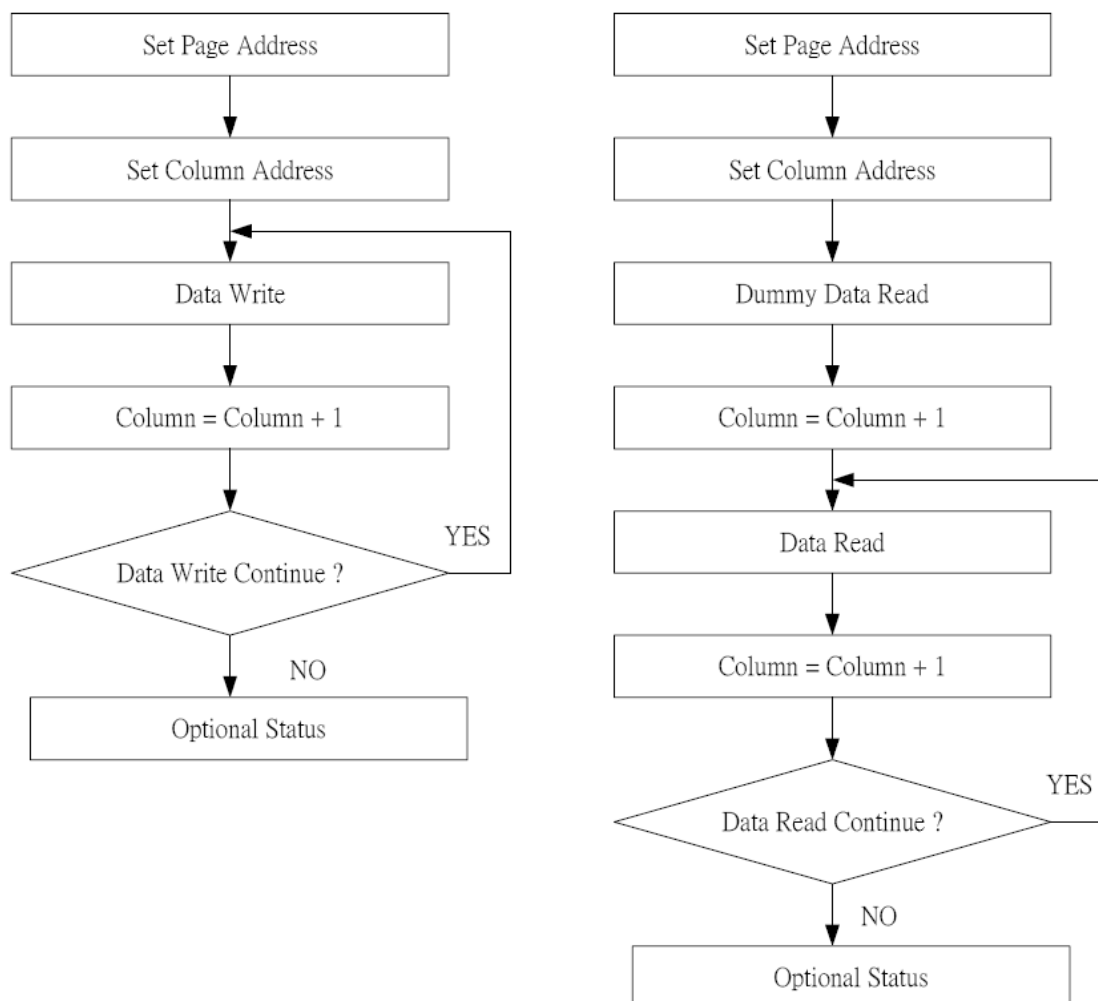 Set Page Address
Set Column Address
Data Write
Column = Column + 1
Data Write Continue ?
YES
NO
Optional Status
Set Page Address
Set Column Address
Dummy Data Read
Column = Column + 1
Data Read
Column = Column + 1
Data Read Continue ?
YES
NO
Optional Status